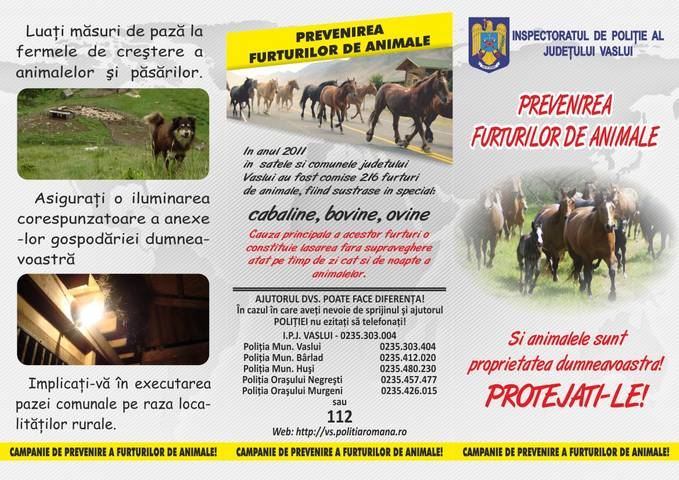 Luați măsuri de pază la
fermele de creștere a
animalelor și păsărilor.
Asigurați o iluminarea
corespunzatoare a anexe
-lor gospodăriei dumnea-
voastră
Implicați-vă în executarea
pazei comunale pe raza loca-
lităților rurale.
CAMPANIE DE PREVENIRE A FURTURILOR DE ANIMALE!
PREVENIREA
FURTURILOR DE ANIMALE
In anul 2011
in satele si comunele judetului
Vaslui au fost comise 216 furturi
de animale, fiind sustrase in special:
cabaline, bovine, ovine
Cauza principala a acestor furturi o
constituie lasarea fara supraveghere
atat pe timp de zi cat si de noapte a
animalelor.
AJUTORUL DVS. POATE FACE DIFERENȚA!
În cazul în care aveți nevoie de sprijinul și ajutorul
POLIȚIEI nu ezitați să telefonați!
I.P.J. VASLUI - 0235.303.004
Poliția Mun. Vaslui 0235.303.404
Poliția Mun. Bârlad 0235.412.020
Poliția Mun. Huși 0235.480.230
Poliția Orașului Negrești 0235.457.477
Poliția Orașului Murgeni 0235.426.015
sau
112
Web: http://vs.politiaromana.ro
CAMPANIE DE PREVENIRE A FURTURILOR DE ANIMALE!
INSPECTORATUL DE POLIȚIE AL
JUDEȚULUI VASLUI
PREVENIREA
FURTURILOR DE ANIMALE
Si animalele sunt
proprietatea dumneavoastra!
PROTEJATI-LE!
CAMPANIE DE PREVENIRE A FURTURILOR DE ANIMALE!